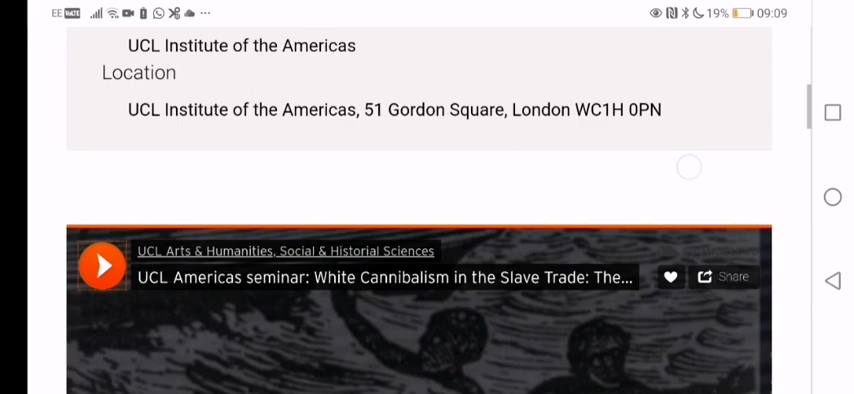 EE VoLTE 19% 09:09
UCL Institute of the Americas
Location
UCL Institute of the Americas, 51 Gordon Square, London WC1H 0PN
UCL Arts & Humanities, Social & Historial Sciences
UCL Americas seminar: White Cannibalism in the Slave Trade: The...
Share